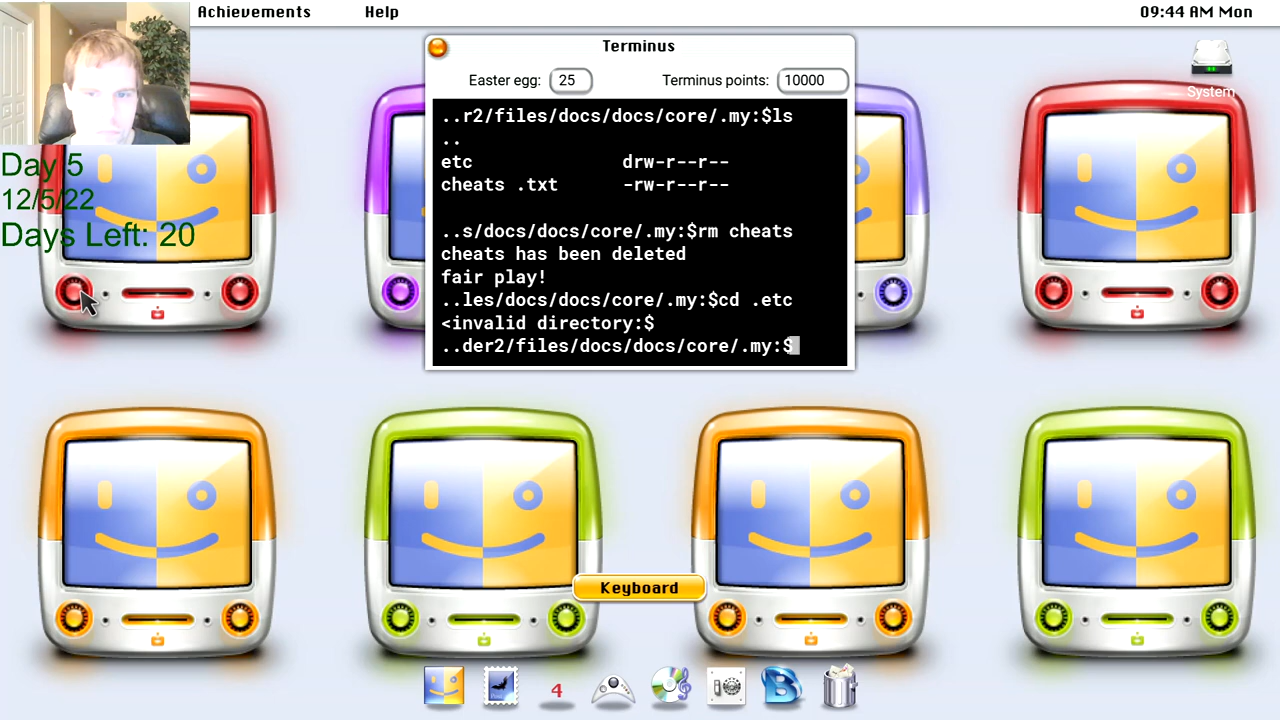 Achievements
Help
09:44 AM Mon
Terminus
Easter egg: 25
Terminus points: 10000
System
..r2/files/docs/docs/core/.my:$ls
..
etc drw-r--r--
cheats .txt -rw-r--r--
..s/docs/docs/core/.my:$rm cheats
cheats has been deleted
fair play!
..les/docs/docs/core/.my:$cd .etc
<invalid directory:$
..der2/files/docs/docs/core/.my:$
Day 5
12/5/22
Days Left: 20
Keyboard
4